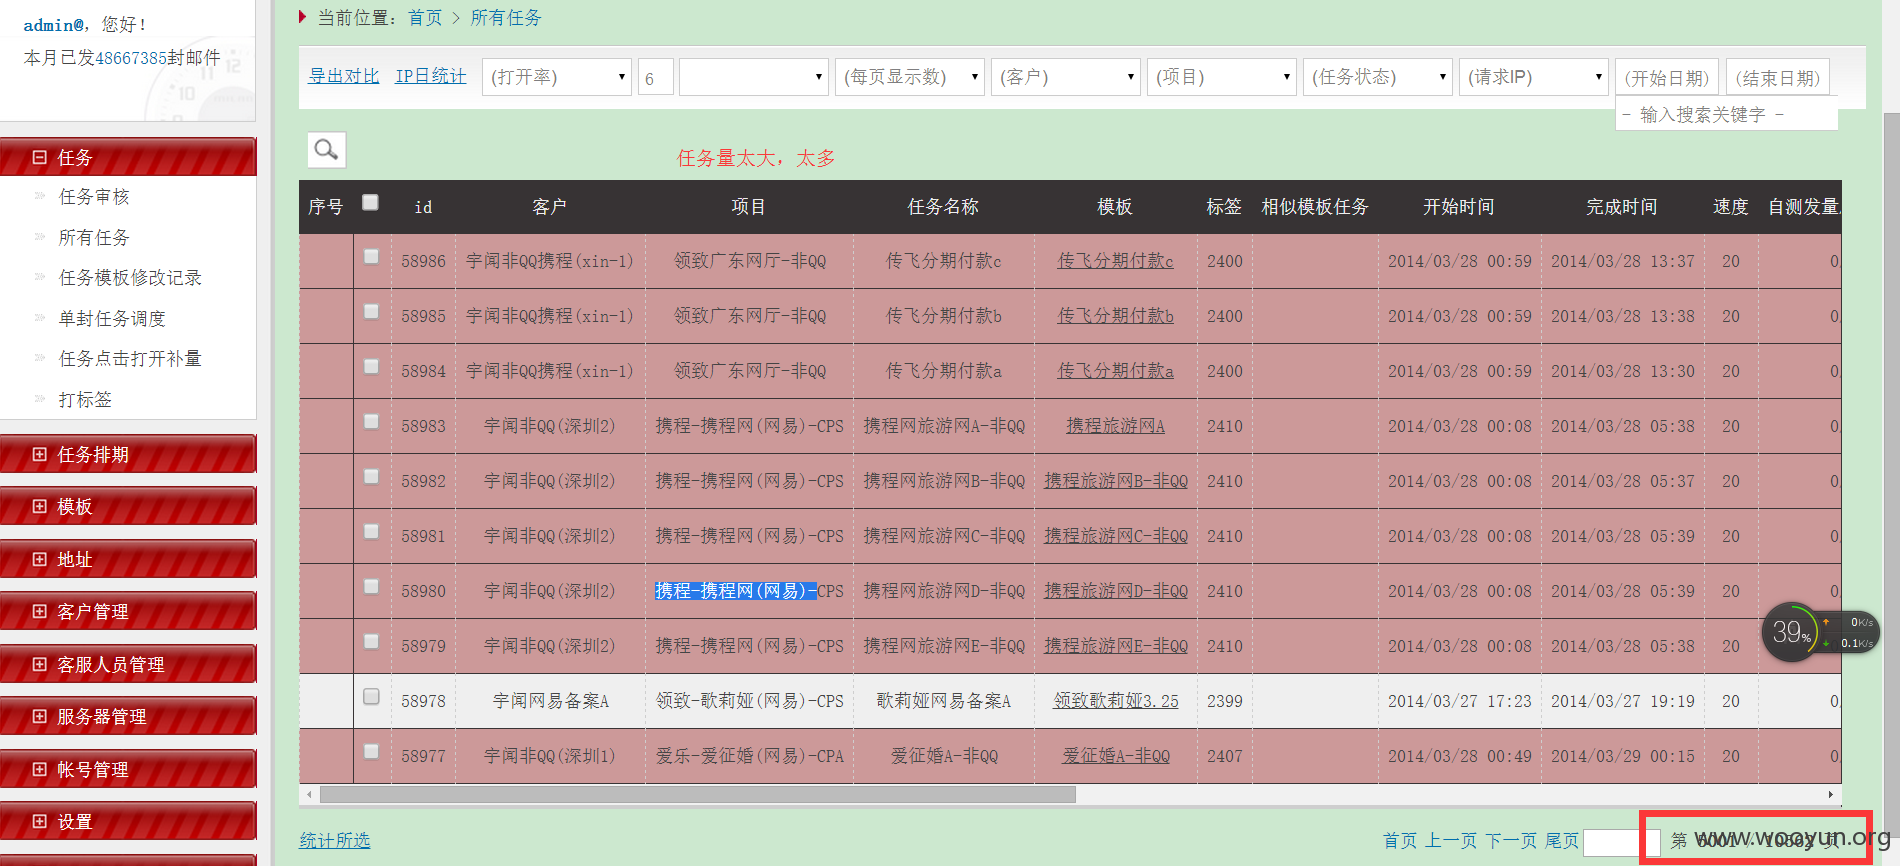 admin@，您好！
本月已发48667385封邮件
任务
任务审核
所有任务
任务模板修改记录
单封任务调度
任务点击打开补量
打标签
任务排期
模板
地址
客户管理
客服人员管理
服务器管理
帐号管理
设置
当前位置：首页 > 所有任务
导出对比 IP日统计 (打开率) 6 (每页显示数) (客户) (项目) (任务状态) (请求IP) (开始日期) (结束日期)
- 输入搜索关键字 -
任务量太大，太多
序号 id 客户 项目 任务名称 模板 标签 相似模板任务 开始时间 完成时间 速度 自测发量
58986 宇闻非QQ携程(xin-1) 领致广东网厅-非QQ 传飞分期付款c 传飞分期付款c 2400 2014/03/28 00:59 2014/03/28 13:37 20 0
58985 宇闻非QQ携程(xin-1) 领致广东网厅-非QQ 传飞分期付款b 传飞分期付款b 2400 2014/03/28 00:59 2014/03/28 13:38 20 0
58984 宇闻非QQ携程(xin-1) 领致广东网厅-非QQ 传飞分期付款a 传飞分期付款a 2400 2014/03/28 00:59 2014/03/28 13:30 20 0
58983 宇闻非QQ(深圳2) 携程-携程网(网易)-CPS 携程网旅游网A-非QQ 携程旅游网A 2410 2014/03/28 00:08 2014/03/28 05:38 20 0
58982 宇闻非QQ(深圳2) 携程-携程网(网易)-CPS 携程网旅游网B-非QQ 携程旅游网B-非QQ 2410 2014/03/28 00:08 2014/03/28 05:37 20 0
58981 宇闻非QQ(深圳2) 携程-携程网(网易)-CPS 携程网旅游网C-非QQ 携程旅游网C-非QQ 2410 2014/03/28 00:08 2014/03/28 05:39 20 0
58980 宇闻非QQ(深圳2) 携程-携程网(网易)-CPS 携程网旅游网D-非QQ 携程旅游网D-非QQ 2410 2014/03/28 00:08 2014/03/28 05:39 20 0
58979 宇闻非QQ(深圳2) 携程-携程网(网易)-CPS 携程网旅游网E-非QQ 携程旅游网E-非QQ 2410 2014/03/28 00:08 2014/03/28 05:38 20 0
58978 宇闻网易备案A 领致-歌莉娅(网易)-CPS 歌莉娅网易备案A 领致歌莉娅3.25 2399 2014/03/27 17:23 2014/03/27 19:19 20 0
58977 宇闻非QQ(深圳1) 爱乐-爱征婚(网易)-CPA 爱征婚A-非QQ 爱征婚A-非QQ 2407 2014/03/28 00:49 2014/03/29 00:15 20 0
39% 0K/s
0.1K/s
统计所选 首页 上一页 下一页 尾页 第 页
www.wooyun.org